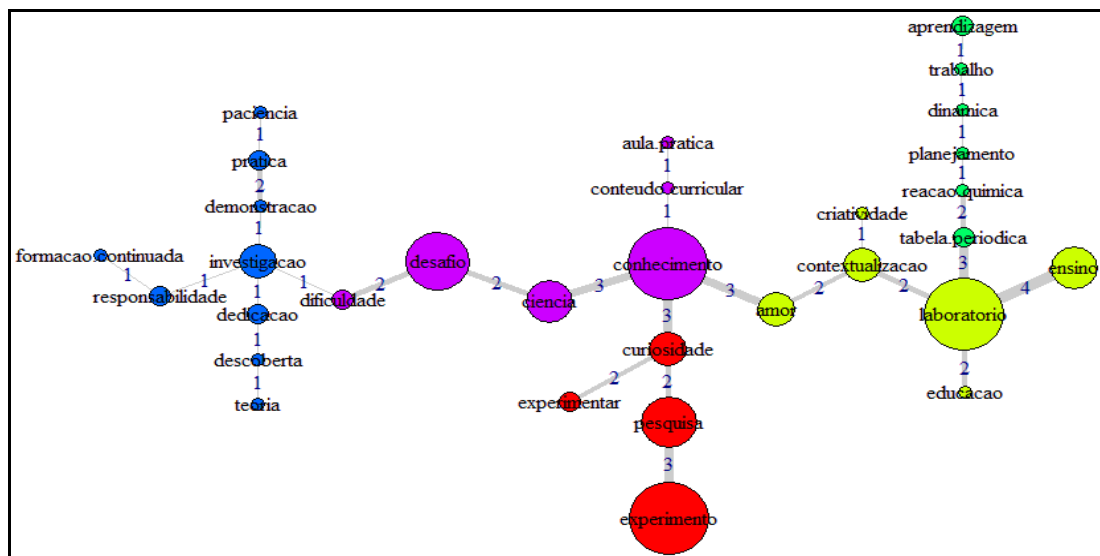 aprendizagem
1
trabalho
1
dinamica
1
planejamento
1
reacao.quimica
2
tabela.periodica
3
paciencia
1
pratica
2
demonstracao
1
formacao.continuada
1
responsabilidade
1
investigacao
1
dificuldade
1
dedicacao
1
descoberta
1
teoria
2
desafio
2
ciencia
3
aula.pratica
1
conteudo.curricular
1
conhecimento
3
curiosidade
2
experimentar
2
pesquisa
3
experimento
3
amor
2
criatividade
1
contextualizacao
2
laboratorio
4
ensino
2
educacao